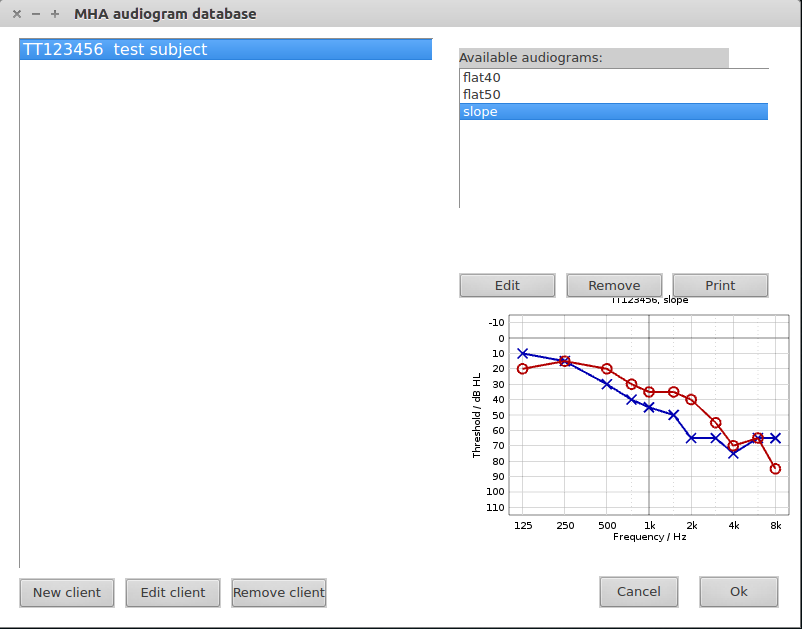 MHA audiogram database
TT123456 test subject
Available audiograms:
flat40
flat50
slope
Edit
Remove
Print
TT123456, slope
-10
0
10
20
30
40
50
60
70
80
90
100
110
Threshold / dB HL
125 250 500 1k 2k 4k 8k
Frequency / Hz
New client
Edit client
Remove client
Cancel
Ok